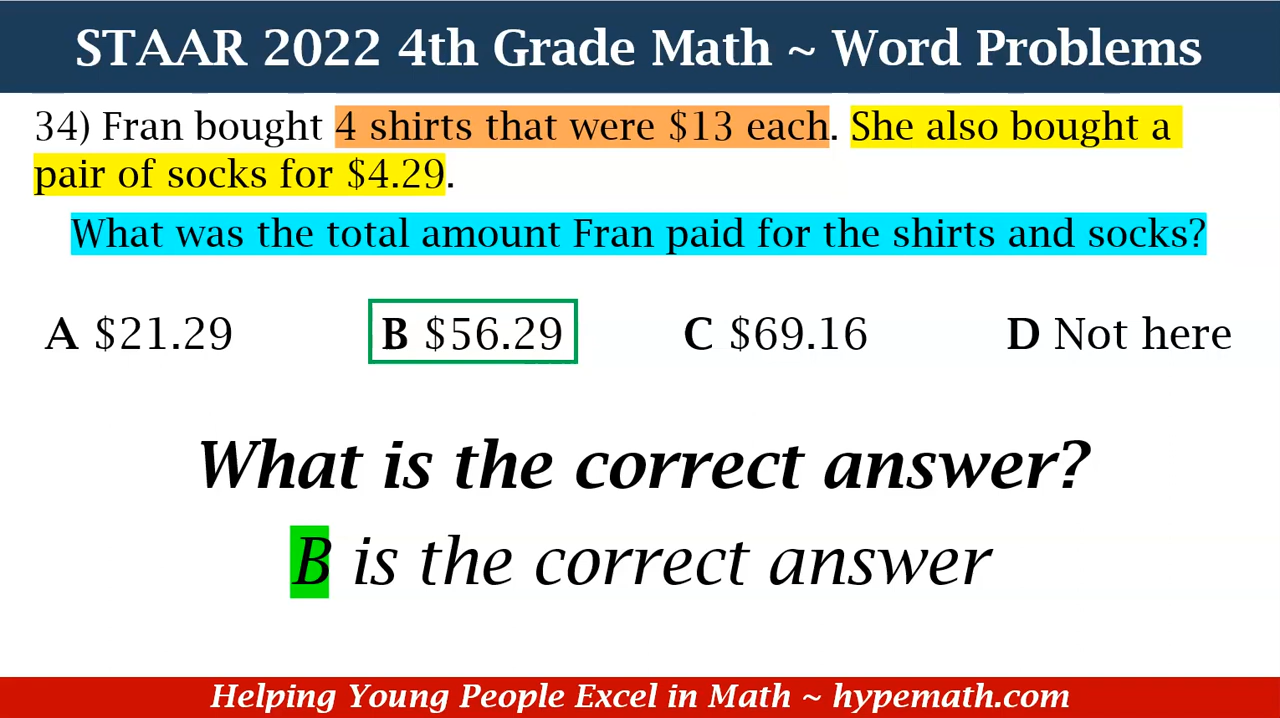 STAAR 2022 4th Grade Math ~ Word Problems
34) Fran bought 4 shirts that were $13 each. She also bought a
pair of socks for $4.29.
What was the total amount Fran paid for the shirts and socks?
A $21.29 B $56.29 C $69.16 D Not here
What is the correct answer?
B is the correct answer
Helping Young People Excel in Math ~ hypemath.com